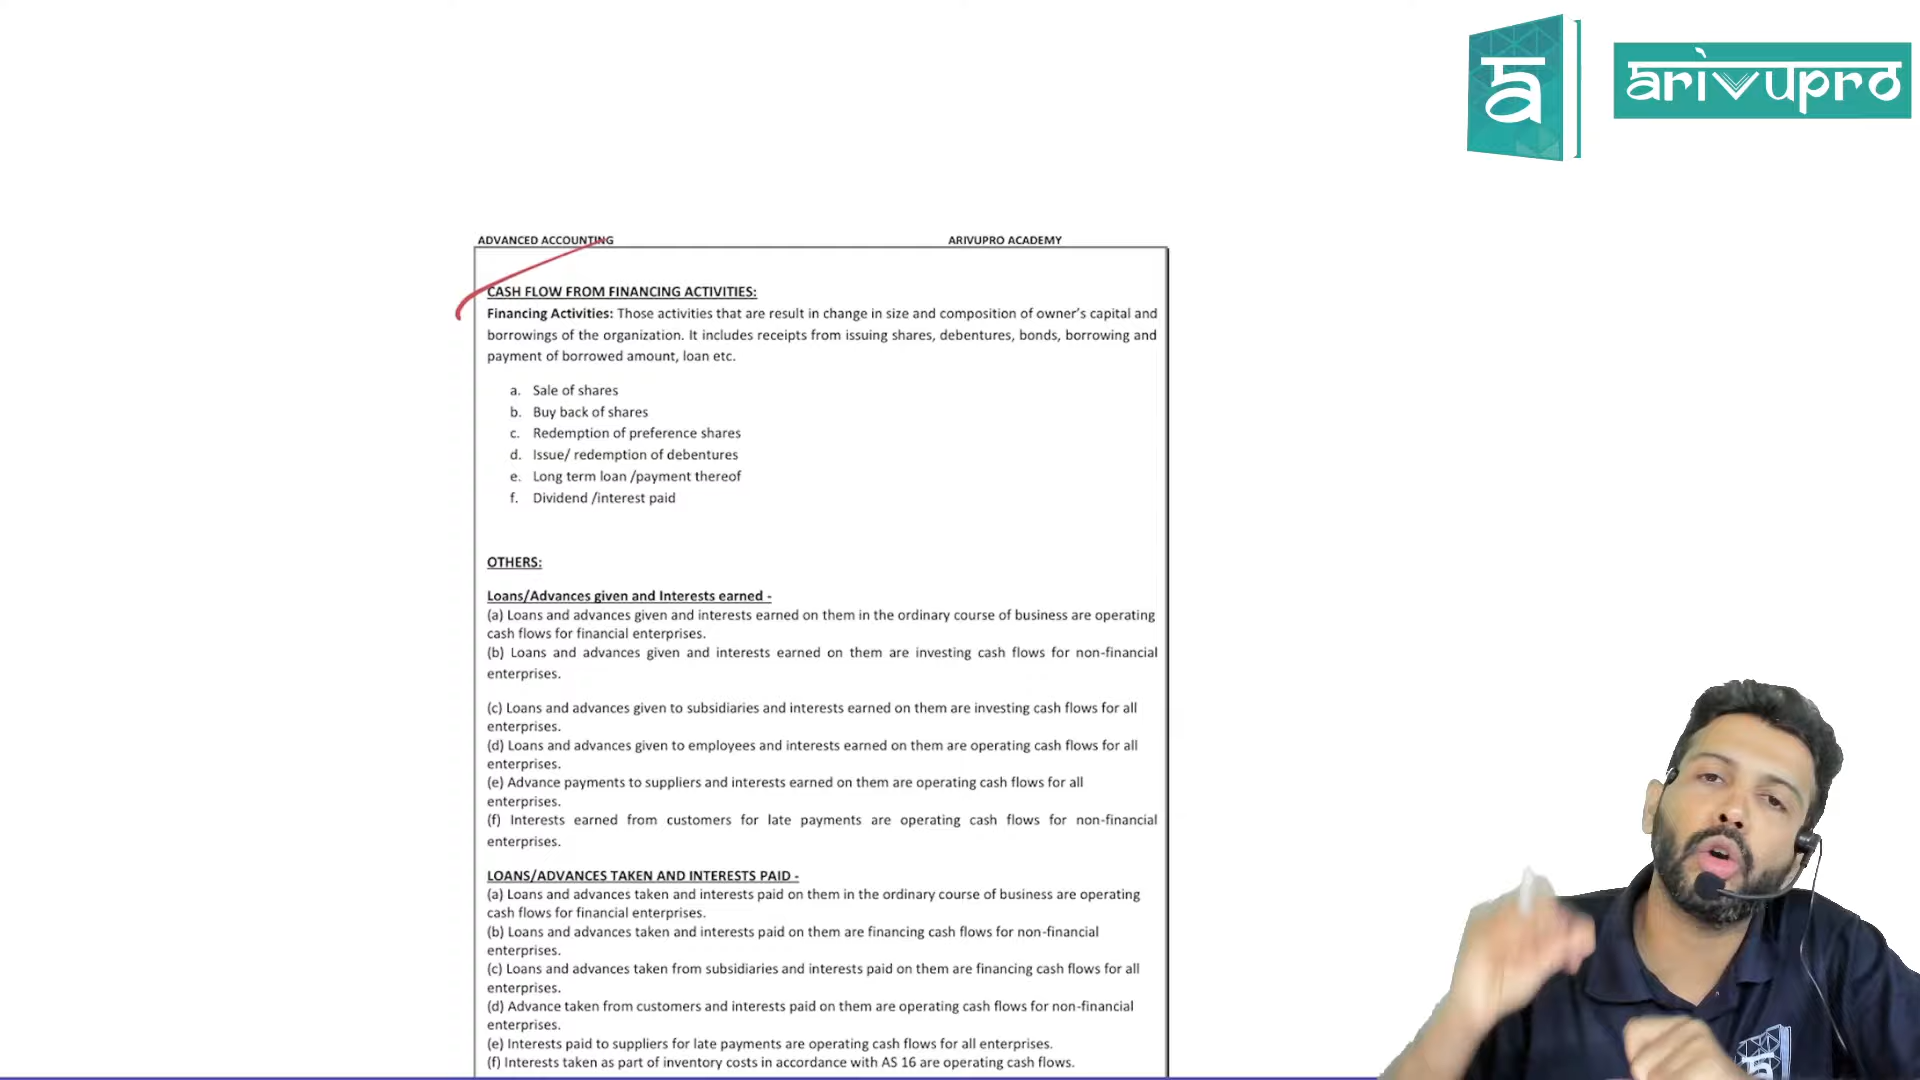 a
arivupro
ADVANCED ACCOUNTING ARIVUPRO ACADEMY
CASH FLOW FROM FINANCING ACTIVITIES:
Financing Activities: Those activities that are result in change in size and composition of owner's capital and
borrowings of the organization. It includes receipts from issuing shares, debentures, bonds, borrowing and
payment of borrowed amount, loan etc.
a. Sale of shares
b. Buy back of shares
c. Redemption of preference shares
d. Issue/ redemption of debentures
e. Long term loan /payment thereof
f. Dividend /interest paid
OTHERS:
Loans/Advances given and Interests earned -
(a) Loans and advances given and interests earned on them in the ordinary course of business are operating
cash flows for financial enterprises.
(b) Loans and advances given and interests earned on them are investing cash flows for non-financial
enterprises.
(c) Loans and advances given to subsidiaries and interests earned on them are investing cash flows for all
enterprises.
(d) Loans and advances given to employees and interests earned on them are operating cash flows for all
enterprises.
(e) Advance payments to suppliers and interests earned on them are operating cash flows for all
enterprises.
(f) Interests earned from customers for late payments are operating cash flows for non-financial
enterprises.
LOANS/ADVANCES TAKEN AND INTERESTS PAID -
(a) Loans and advances taken and interests paid on them in the ordinary course of business are operating
cash flows for financial enterprises.
(b) Loans and advances taken and interests paid on them are financing cash flows for non-financial
enterprises.
(c) Loans and advances taken from subsidiaries and interests paid on them are financing cash flows for all
enterprises.
(d) Advance taken from customers and interests paid on them are operating cash flows for non-financial
enterprises.
(e) Interests paid to suppliers for late payments are operating cash flows for all enterprises.
(f) Interests taken as part of inventory costs in accordance with AS 16 are operating cash flows.